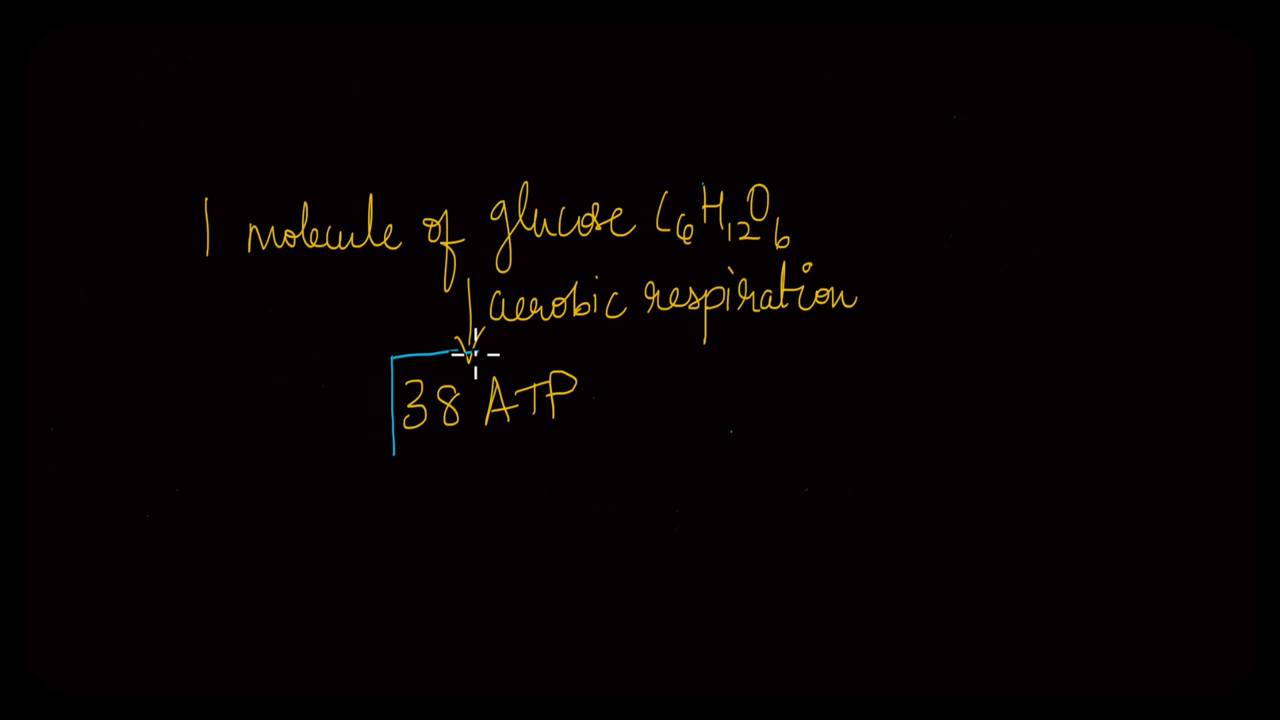 1 molecule of glucose C6H12O6
aerobic respiration
38 ATP